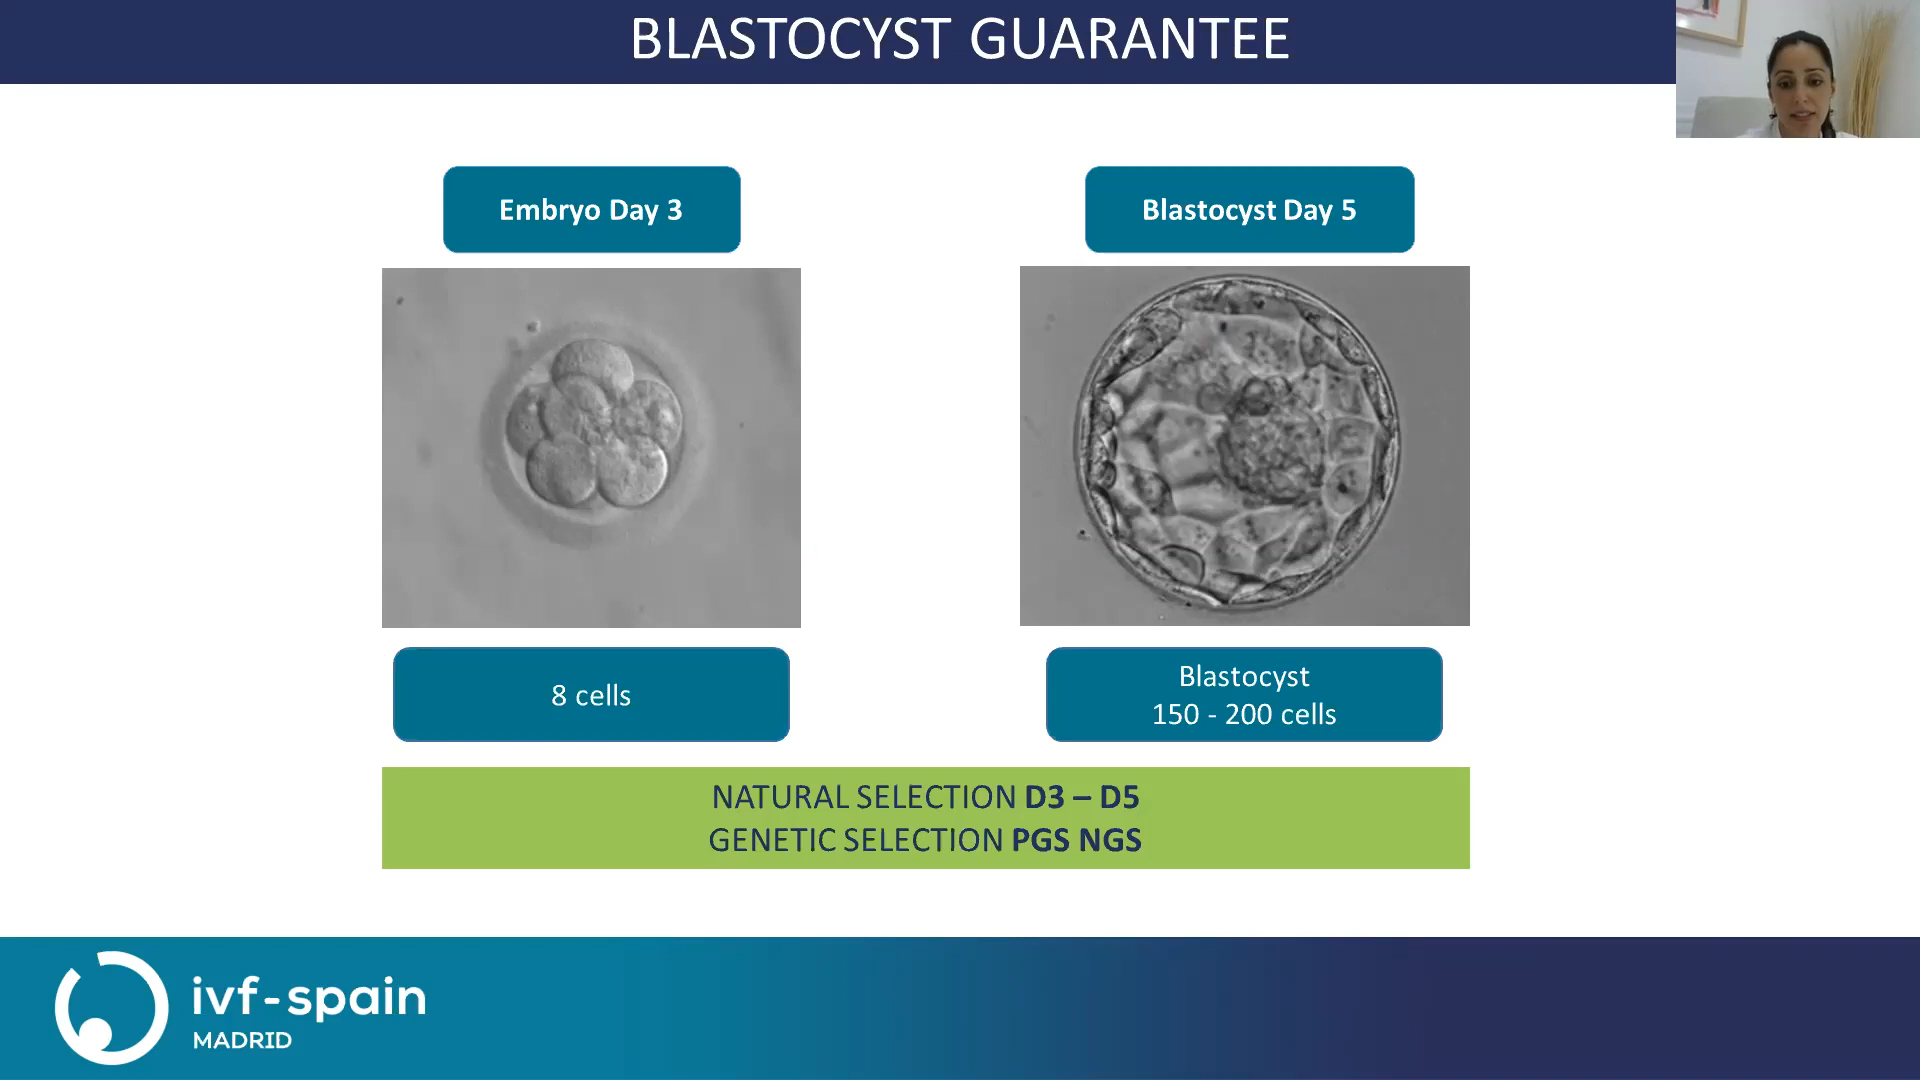 BLASTOCYST GUARANTEE
Embryo Day 3
Blastocyst Day 5
8 cells
Blastocyst
150 - 200 cells
NATURAL SELECTION D3 – D5
GENETIC SELECTION PGS NGS
ivf-spain
MADRID